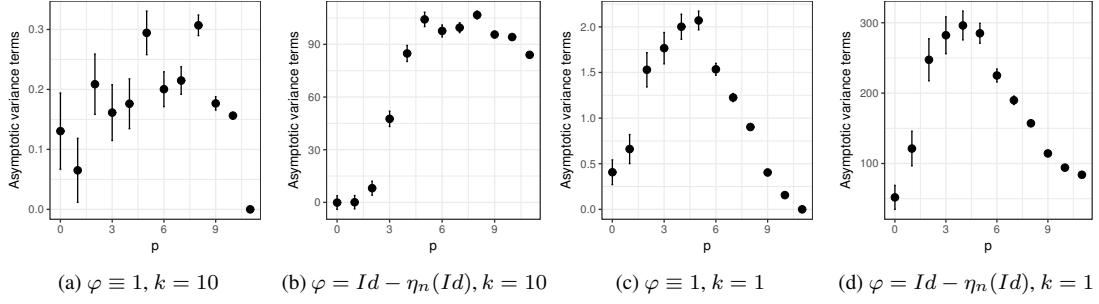 Asymptotic variance terms
0.3
0.2
0.1
0.0
0 3 6 9
p
(a) φ ≡ 1, k = 10
Asymptotic variance terms
90
60
30
0
0 3 6 9
p
(b) φ = Id − ηn(Id), k = 10
Asymptotic variance terms
2.0
1.5
1.0
0.5
0.0
0 3 6 9
p
(c) φ ≡ 1, k = 1
Asymptotic variance terms
300
200
100
0 3 6 9
p
(d) φ = Id − ηn(Id), k = 1